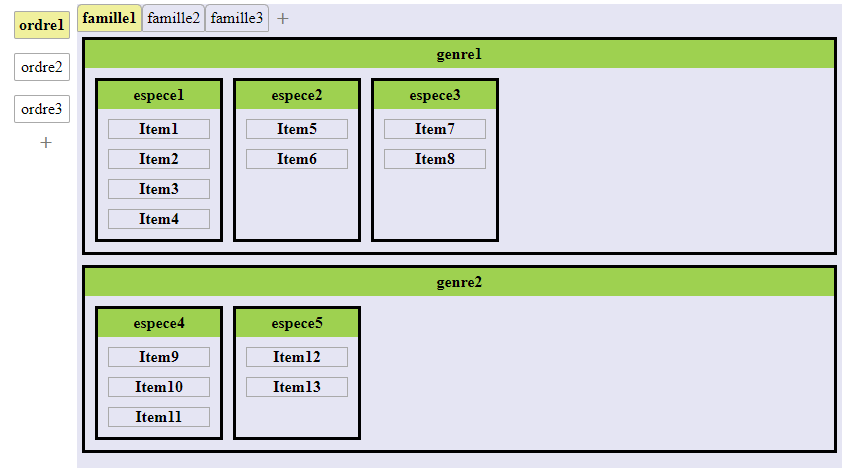 ordre1
ordre2
ordre3
+
famille1 famille2 famille3 +
genre1
espece1 espece2 espece3
Item1 Item5 Item7
Item2 Item6 Item8
Item3
Item4
genre2
espece4 espece5
Item9 Item12
Item10 Item13
Item11